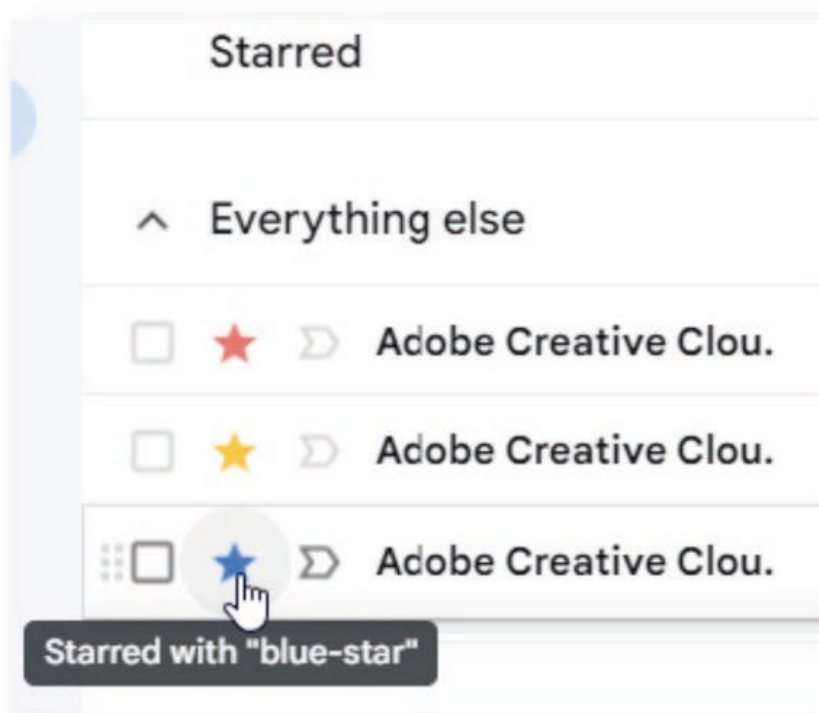 Starred
Everything else
Adobe Creative Clou.
Adobe Creative Clou.
Adobe Creative Clou.
Starred with "blue-star"